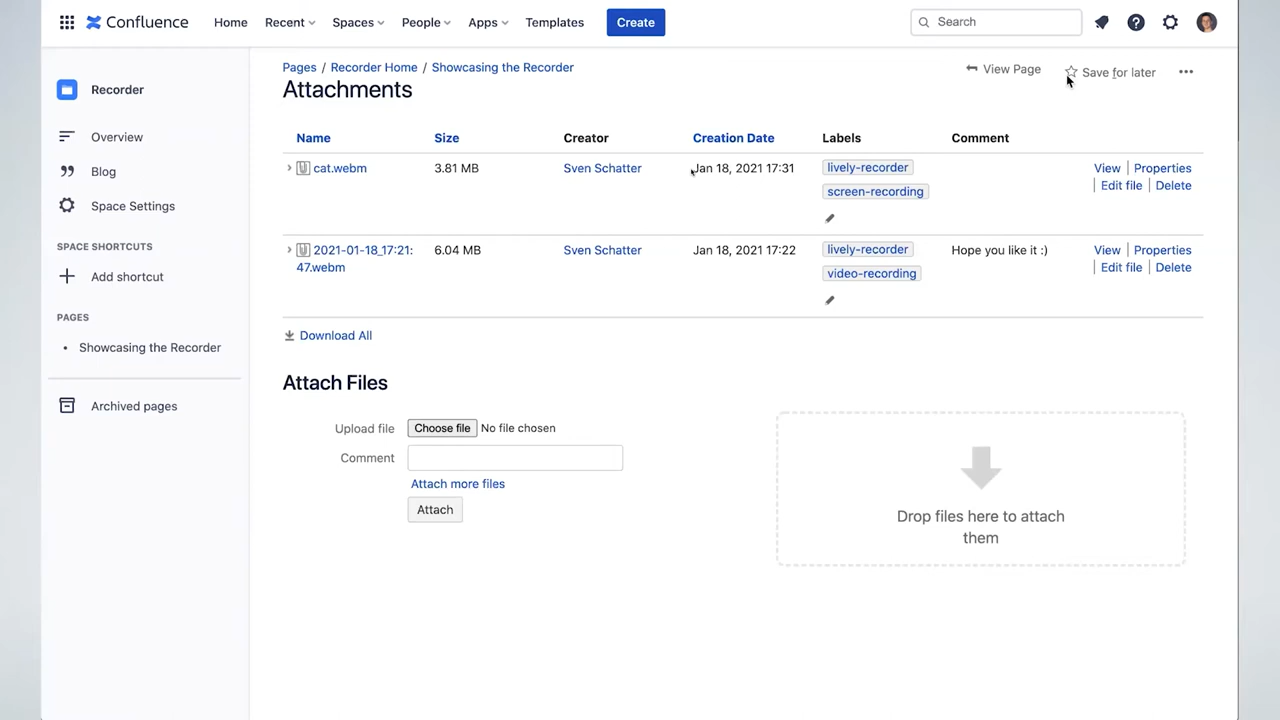 Confluence Home Recent Spaces People Apps Templates Create Search
Recorder
Overview
Blog
Space Settings
SPACE SHORTCUTS
Add shortcut
PAGES
• Showcasing the Recorder
Archived pages
Pages / Recorder Home / Showcasing the Recorder
View Page Save for later
Attachments
Name Size Creator Creation Date Labels Comment
cat.webm 3.81 MB Sven Schatter Jan 18, 2021 17:31 lively-recorder View | Properties
screen-recording | Edit file | Delete
2021-01-18_17:21: 6.04 MB Sven Schatter Jan 18, 2021 17:22 lively-recorder Hope you like it :) View | Properties
47.webm video-recording | Edit file | Delete
Download All
Attach Files
Upload file Choose file No file chosen
Comment
Attach more files
Attach
Drop files here to attach
them